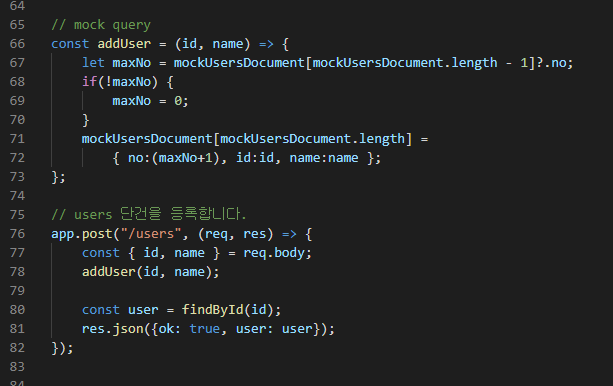 64
65 // mock query
66 const addUser = (id, name) => {
67     let maxNo = mockUsersDocument[mockUsersDocument.length - 1]?.no;
68     if(!maxNo) {
69         maxNo = 0;
70     }
71     mockUsersDocument[mockUsersDocument.length] =
72         { no:(maxNo+1), id:id, name:name };
73 };
74
75 // users 단건을 등록합니다.
76 app.post("/users", (req, res) => {
77     const { id, name } = req.body;
78     addUser(id, name);
79
80     const user = findById(id);
81     res.json({ok: true, user: user});
82 });
83
84